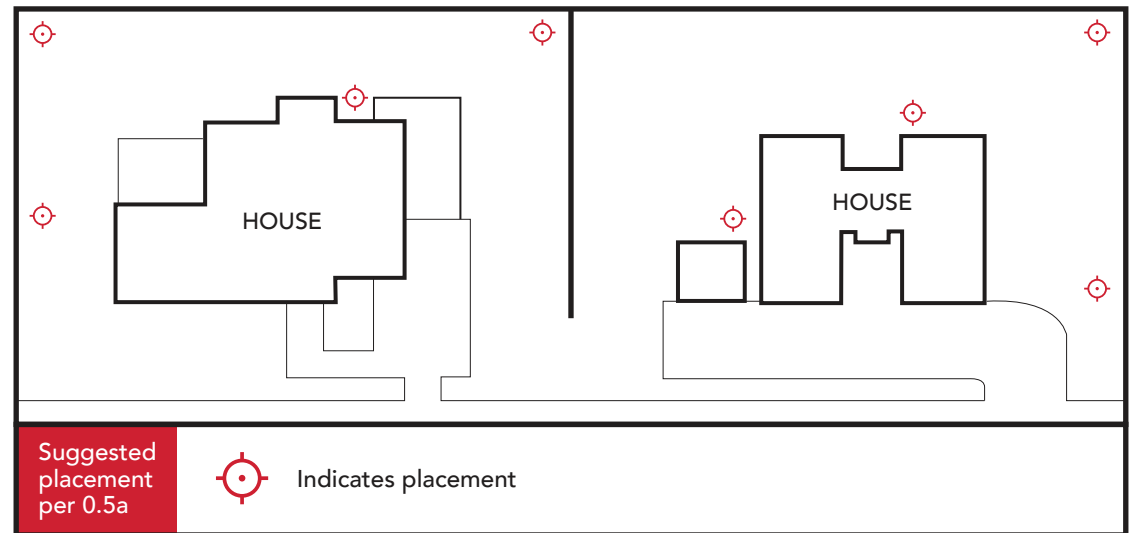 HOUSE
HOUSE
Suggested
placement
per 0.5a
Indicates placement